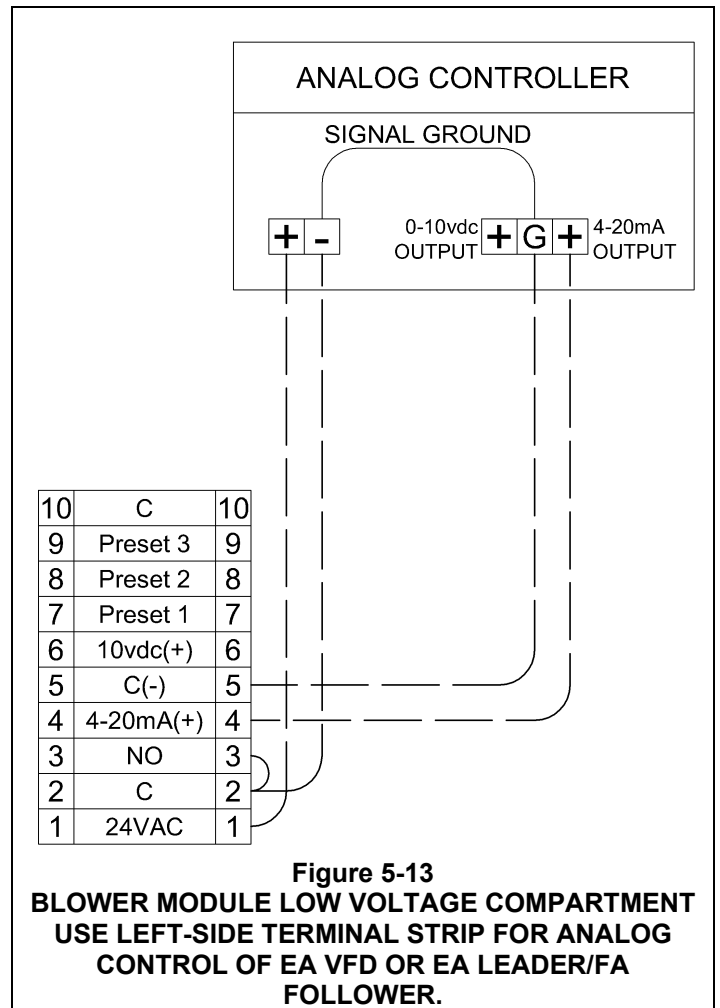 ANALOG CONTROLLER
SIGNAL GROUND
+ -
0-10vdc
OUTPUT
+ G +
4-20mA
OUTPUT
10 C 10
9 Preset 3 9
8 Preset 2 8
7 Preset 1 7
6 10vdc(+) 6
5 C(-) 5
4 4-20mA(+) 4
3 NO 3
2 C 2
1 24VAC 1
Figure 5-13
BLOWER MODULE LOW VOLTAGE COMPARTMENT
USE LEFT-SIDE TERMINAL STRIP FOR ANALOG
CONTROL OF EA VFD OR EA LEADER/FA
FOLLOWER.